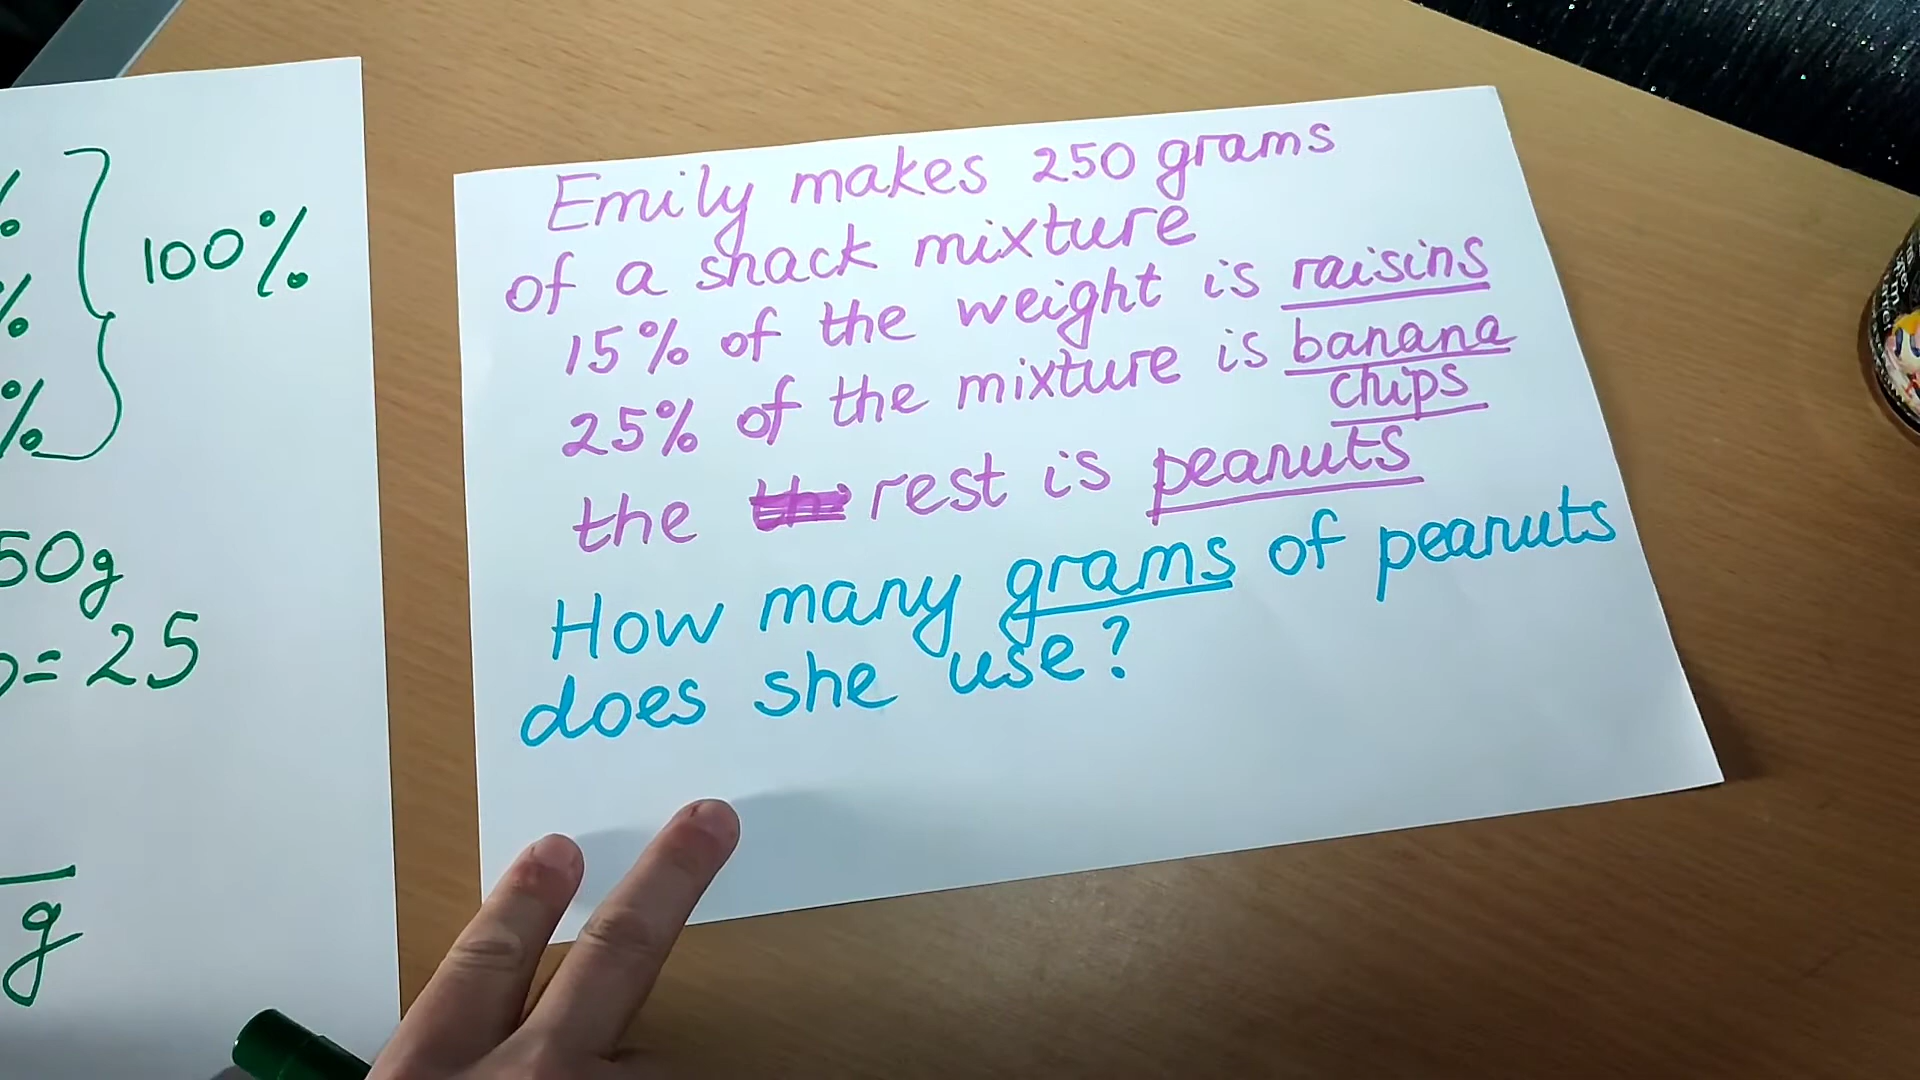 %
%
%
100%
50g
= 25
g
Emily makes 250 grams
of a snack mixture
15% of the weight is raisins
25% of the mixture is banana
chips
the rest is peanuts
How many grams of peanuts
does she use?